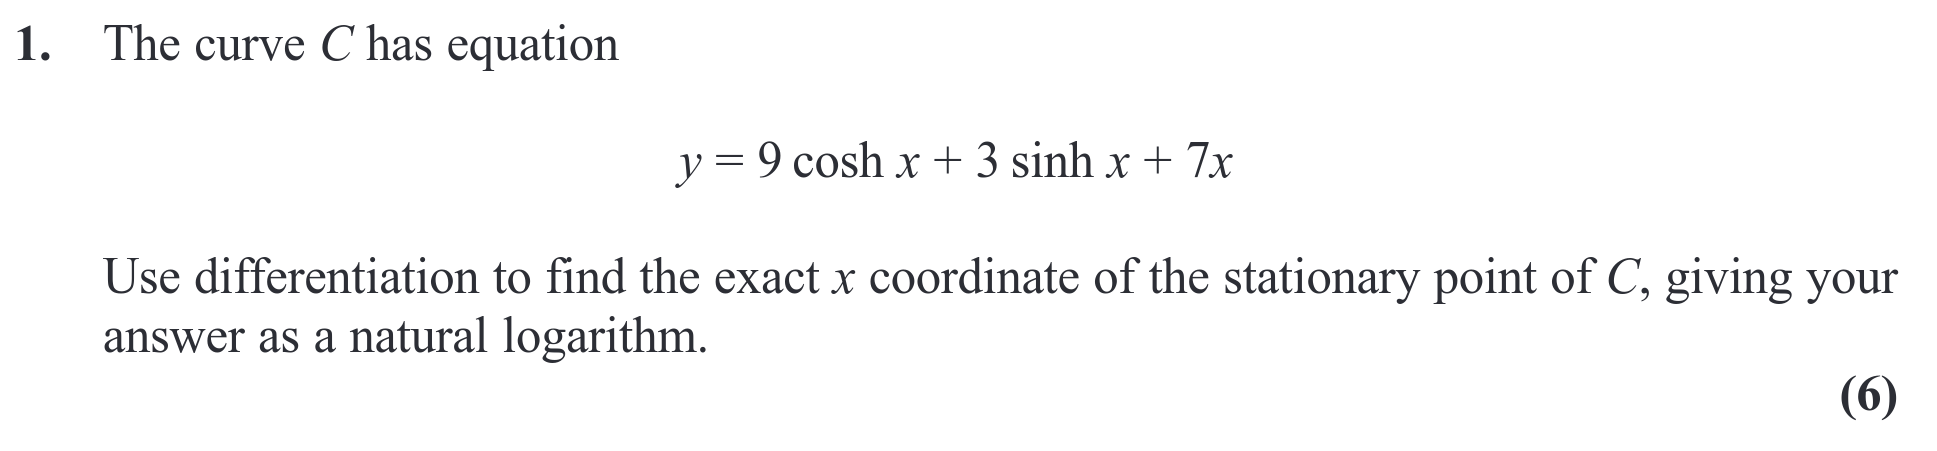 1. The curve C has equation
y = 9 cosh x + 3 sinh x + 7x
Use differentiation to find the exact x coordinate of the stationary point of C, giving your
answer as a natural logarithm.
(6)